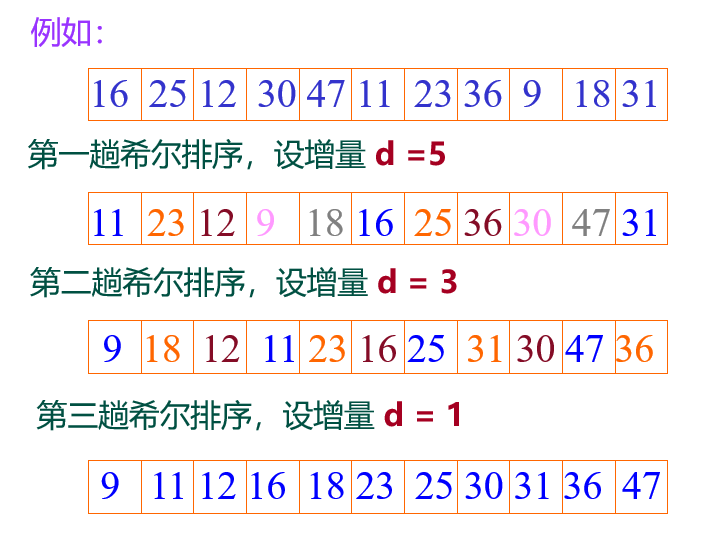 例如：
16 25 12 30 47 11 23 36 9 18 31
第一趟希尔排序，设增量 d =5
11 23 12 9 18 16 25 36 30 47 31
第二趟希尔排序，设增量 d = 3
9 18 12 11 23 16 25 31 30 47 36
第三趟希尔排序，设增量 d = 1
9 11 12 16 18 23 25 30 31 36 47